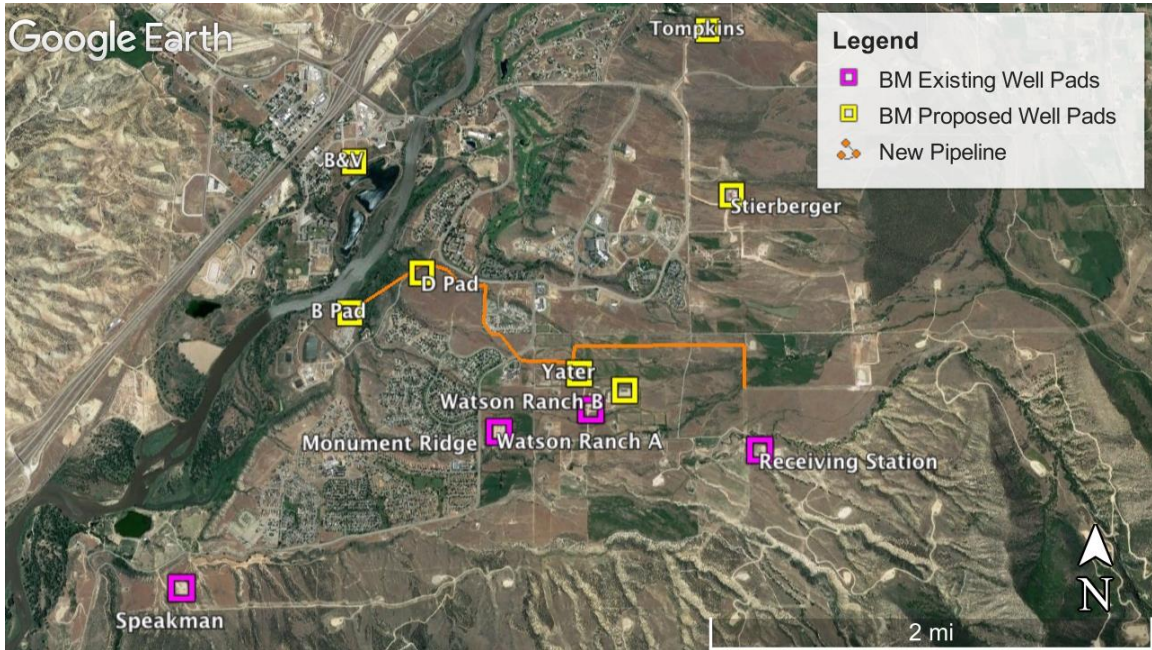 Google Earth
Tompkins
Legend
BM Existing Well Pads
BM Proposed Well Pads
New Pipeline
B&V
Stierberger
D Pad
B Pad
Yater
Watson Ranch B
Monument Ridge
Watson Ranch A
Receiving Station
Speakman
N
2 mi